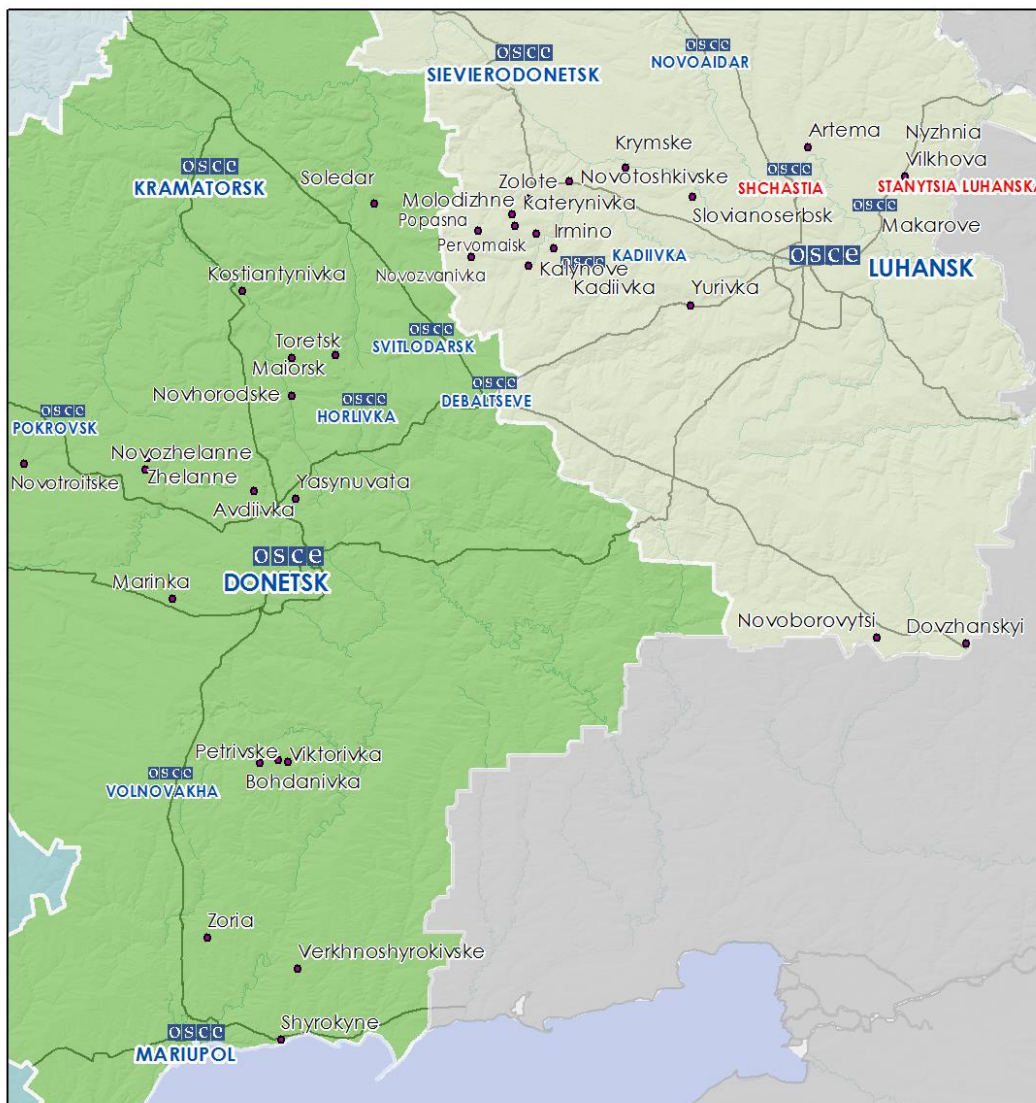 osce
SIEVIERODONETSK
osce
NOVOAIDAR
Artema
Nyzhnia
Vilkhova
Krymske
osce
KRAMATORSK
Soledar
Zolote
Novotoshkivske
osce
SHCHASTIA
STANYTSIA LUHANSKA
Molodizhne
Katerynivka
Slovianoserbsk
osce
Makarove
Popasna
Irmino
Pervomaisk
osce
KADIIVKA
osce
LUHANSK
Novozvanivka
Kalynove
Kadiivka
Yurivka
Kostiantynivka
Toretsk
Maiorsk
osce
SVITLODARSK
Novhorodske
osce
HORLIVKA
osce
DEBALTSEVE
osce
POKROVSK
Novozhelanne
Zhelanne
Novotroitske
Avdiivka
Yasynuvata
osce
DONETSK
Marinka
Novoborovytsi
Dovzhanskyi
Petrivske
Viktorivka
Bohdanivka
osce
VOLNOVAKHA
Zoria
Verkhnoshyrokivske
osce
MARIUPOL
Shyrokyne